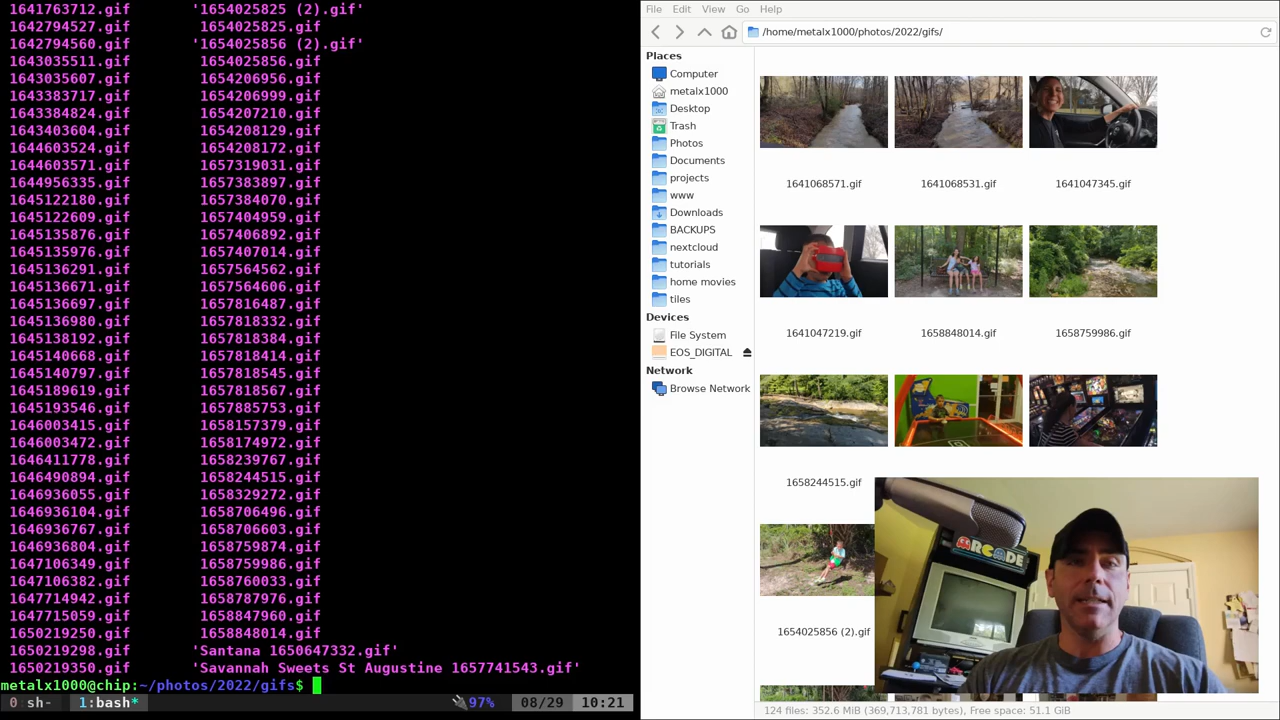 1641763712.gif '1654025825 (2).gif'
1642794527.gif 1654025825.gif
1642794560.gif '1654025856 (2).gif'
1643035511.gif 1654025856.gif
1643035607.gif 1654206956.gif
1643383717.gif 1654206999.gif
1643384824.gif 1654207210.gif
1643403604.gif 1654208129.gif
1644603524.gif 1654208172.gif
1644603571.gif 1657319031.gif
1644956335.gif 1657383897.gif
1645122180.gif 1657384070.gif
1645122609.gif 1657404959.gif
1645135876.gif 1657406892.gif
1645135976.gif 1657407014.gif
1645136291.gif 1657564562.gif
1645136671.gif 1657564606.gif
1645136697.gif 1657816487.gif
1645136980.gif 1657818332.gif
1645138192.gif 1657818384.gif
1645140668.gif 1657818414.gif
1645140797.gif 1657818545.gif
1645189619.gif 1657818567.gif
1645193546.gif 1657885753.gif
1646003415.gif 1658157379.gif
1646003472.gif 1658174972.gif
1646411778.gif 1658239767.gif
1646490894.gif 1658244515.gif
1646936055.gif 1658329272.gif
1646936104.gif 1658706496.gif
1646936767.gif 1658706603.gif
1646936804.gif 1658759874.gif
1647106349.gif 1658759986.gif
1647106382.gif 1658760033.gif
1647714942.gif 1658787976.gif
1647715059.gif 1658847960.gif
1650219250.gif 1658848014.gif
1650219298.gif 'Santana 1650647332.gif'
1650219350.gif 'Savannah Sweets St Augustine 1657741543.gif'
metalx1000@chip:~/photos/2022/gifs$
0 sh- 1:bash* 97% 08/29 10:21
File Edit View Go Help
/home/metalx1000/photos/2022/gifs/
Places
Computer
metalx1000
Desktop
Trash
Photos
Documents
projects
www
Downloads
BACKUPS
nextcloud
tutorials
home movies
tiles
Devices
File System
EOS_DIGITAL
Network
Browse Network
1641068571.gif 1641068531.gif 1641047345.gif
1641047219.gif 1658848014.gif 1658759986.gif
1658244515.gif
1654025856 (2).gif
ARCADE
124 files: 352.6 MiB (369,713,781 bytes), Free space: 51.1 GiB